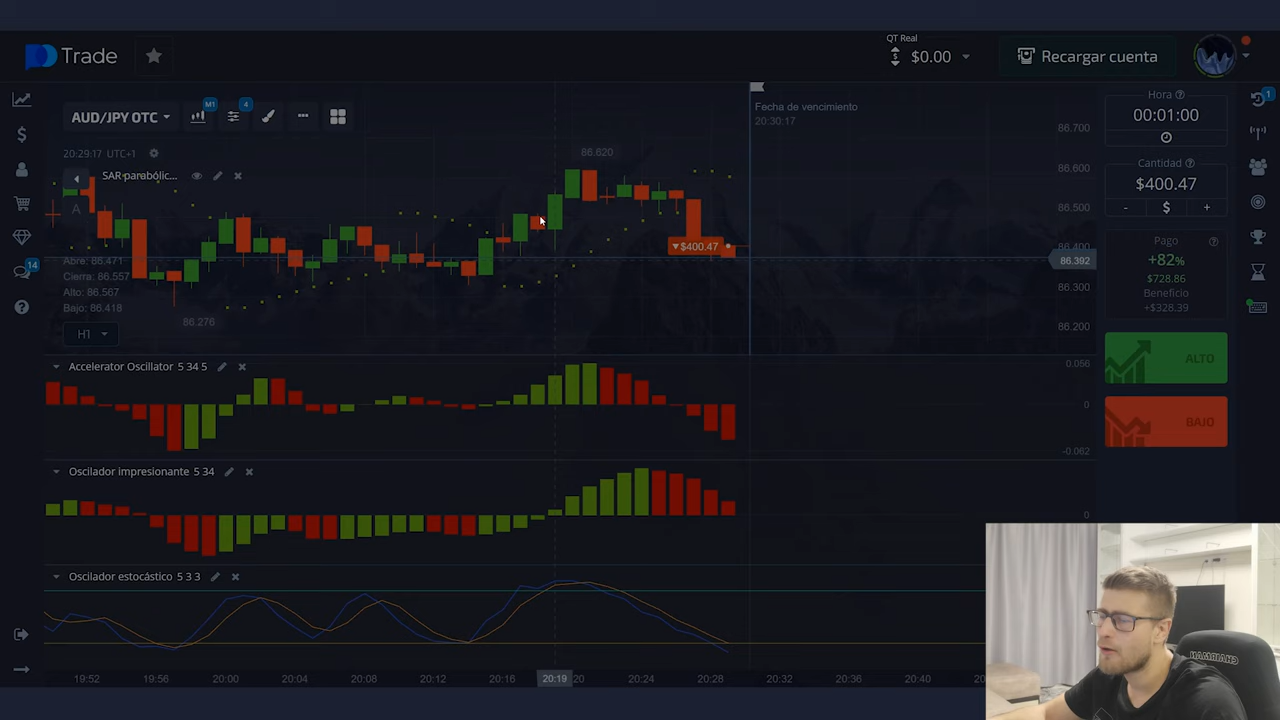 Trade
QT Real
$0.00
Recargar cuenta
AUD/JPY OTC
M1
4
20:29:17 UTC+1
SAR parabólic...
A
Abre: 86.471
Cierra: 86.557
Alto: 86.567
Bajo: 86.418
H1
86.276
86.620
$400.47
Fecha de vencimiento
20:30:17
86.700
86.600
86.500
86.400
86.392
86.300
86.200
Accelerator Oscillator 5 34 5
0.056
0
-0.062
Oscilador impresionante 5 34
0
Oscilador estocástico 5 3 3
19:52
19:56
20:00
20:04
20:08
20:12
20:16
20:19
20
20:24
20:28
20:32
20:36
20:40
Hora
00:01:00
Cantidad
$400.47
- $ +
Pago
+82%
$728.86
Beneficio
+$328.39
ALTO
BAJO
14
1